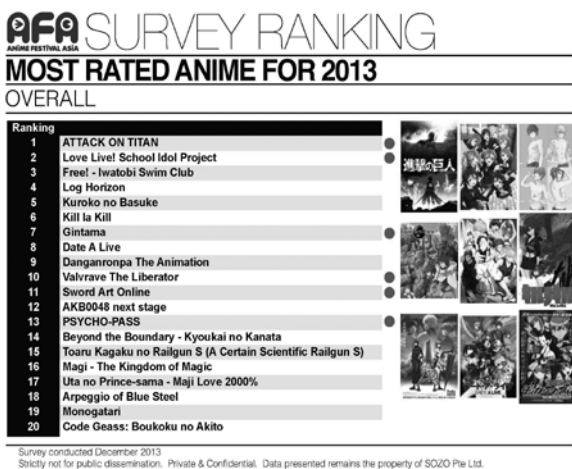 AFA SURVEY RANKING
ANIME FESTIVAL ASIA
MOST RATED ANIME FOR 2013
OVERALL
Ranking
1 ATTACK ON TITAN
2 Love Live! School Idol Project
3 Free! - Iwatobi Swim Club
4 Log Horizon
5 Kuroko no Basuke
6 Kill la Kill
7 Gintama
8 Date A Live
9 Danganronpa The Animation
10 Valvrave The Liberator
11 Sword Art Online
12 AKB0048 next stage
13 PSYCHO-PASS
14 Beyond the Boundary - Kyoukai no Kanata
15 Toaru Kagaku no Railgun S (A Certain Scientific Railgun S)
16 Magi - The Kingdom of Magic
17 Uta no Prince-sama - Maji Love 2000%
18 Arpeggio of Blue Steel
19 Monogatari
20 Code Geass: Boukoku no Akito
進撃の巨人
Survey conducted December 2013
Strictly not for public dissemination. Private & Confidential. Data presented remains the property of SOZO Pte Ltd.